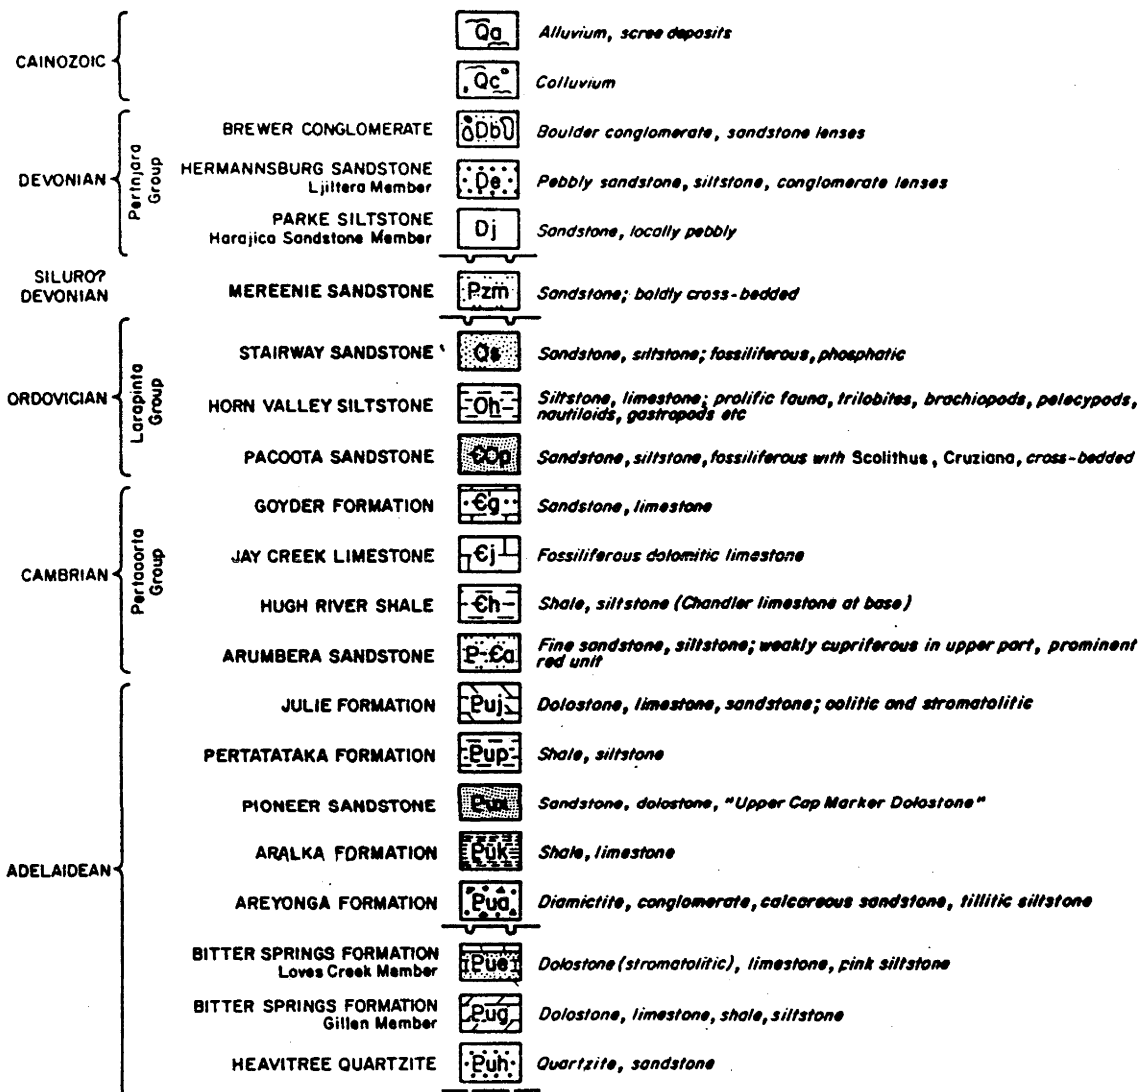 CAINOZOIC
Qa Alluvium, scree deposits
Qc Colluvium
DEVONIAN
Pertnjara Group
BREWER CONGLOMERATE Db Boulder conglomerate, sandstone lenses
HERMANNSBURG SANDSTONE
Ljiltera Member De Pebbly sandstone, siltstone, conglomerate lenses
PARKE SILTSTONE
Harajica Sandstone Member Dj Sandstone, locally pebbly
SILURO?
DEVONIAN
MEREENIE SANDSTONE Pzm Sandstone; boldly cross-bedded
ORDOVICIAN
Larapinta Group
STAIRWAY SANDSTONE Os Sandstone, siltstone; fossiliferous, phosphatic
HORN VALLEY SILTSTONE Oh Siltstone, limestone; prolific fauna, trilobites, brachiopods, pelecypods,
nautiloids, gastropods etc
PACOOTA SANDSTONE ЄOp Sandstone, siltstone, fossiliferous with Scolithus, Cruziana, cross-bedded
CAMBRIAN
Pertaoorta Group
GOYDER FORMATION Єg Sandstone, limestone
JAY CREEK LIMESTONE Єj Fossiliferous dolomitic limestone
HUGH RIVER SHALE Єh Shale, siltstone (Chandler limestone at base)
ARUMBERA SANDSTONE P-Єa Fine sandstone, siltstone; weakly cupriferous in upper part, prominent
red unit
ADELAIDEAN
JULIE FORMATION Puj Dolostone, limestone, sandstone; oolitic and stromatolitic
PERTATATAKA FORMATION Pup Shale, siltstone
PIONEER SANDSTONE Sandstone, dolostone, "Upper Cap Marker Dolostone"
ARALKA FORMATION Puk Shale, limestone
AREYONGA FORMATION Pua Diamictite, conglomerate, calcareous sandstone, tillitic siltstone
BITTER SPRINGS FORMATION
Loves Creek Member Pue Dolostone (stromatolitic), limestone, pink siltstone
BITTER SPRINGS FORMATION
Gillen Member Pug Dolostone, limestone, shale, siltstone
HEAVITREE QUARTZITE Puh Quartzite, sandstone